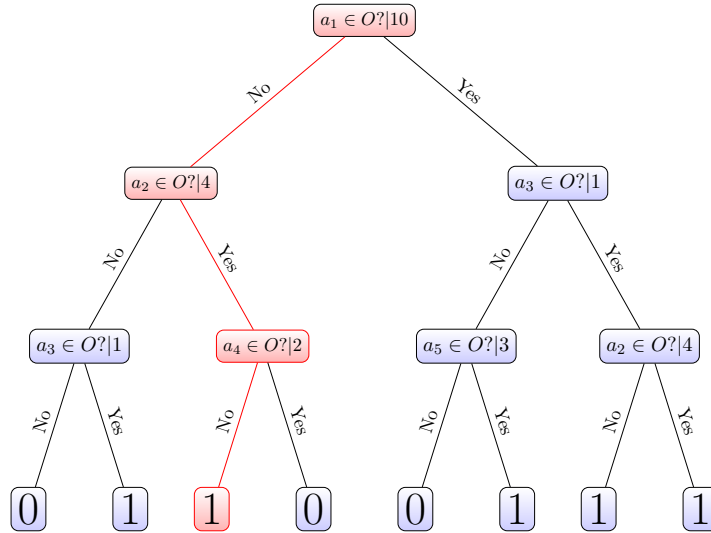 a₁ ∈ O?|10
No
Yes
a₂ ∈ O?|4
a₃ ∈ O?|1
No
Yes
No
Yes
a₃ ∈ O?|1
a₄ ∈ O?|2
a₅ ∈ O?|3
a₂ ∈ O?|4
No
Yes
No
Yes
No
Yes
No
Yes
0
1
1
0
0
1
1
1